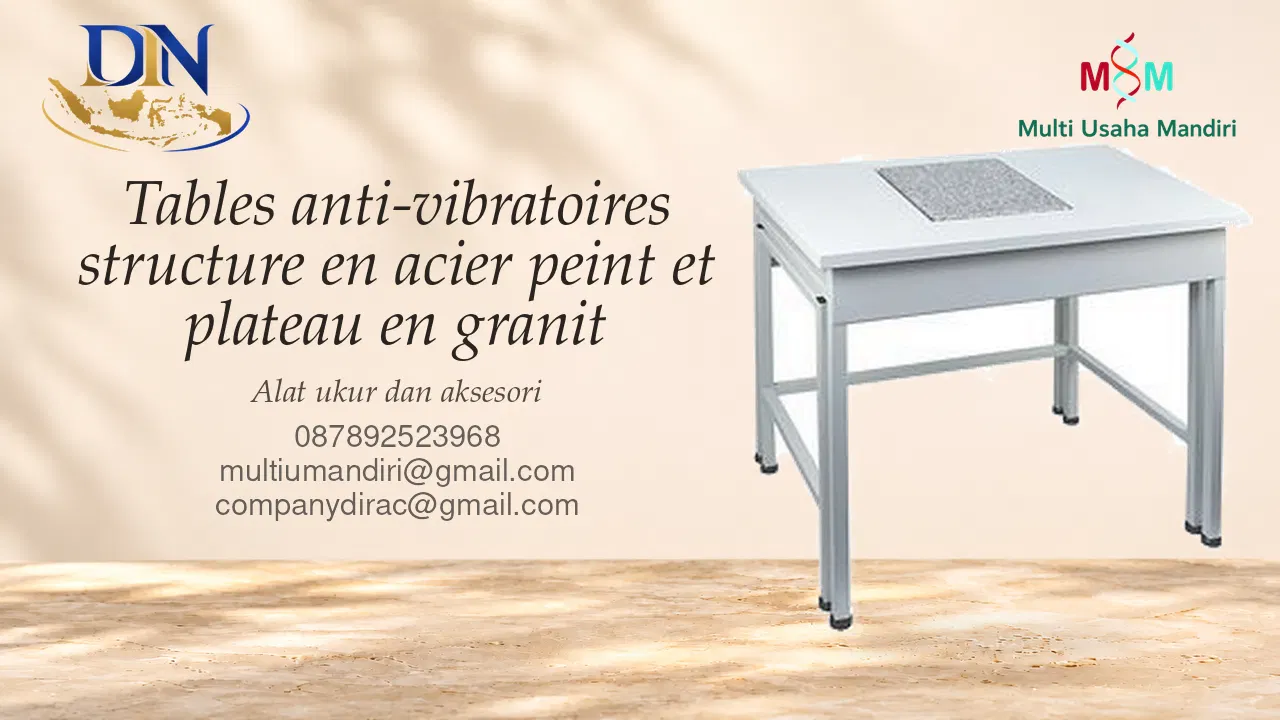 DIN
MSM
Multi Usaha Mandiri
Tables anti-vibratoires
structure en acier peint et
plateau en granit
Alat ukur dan aksesori
087892523968
multiumandiri@gmail.com
companydirac@gmail.com